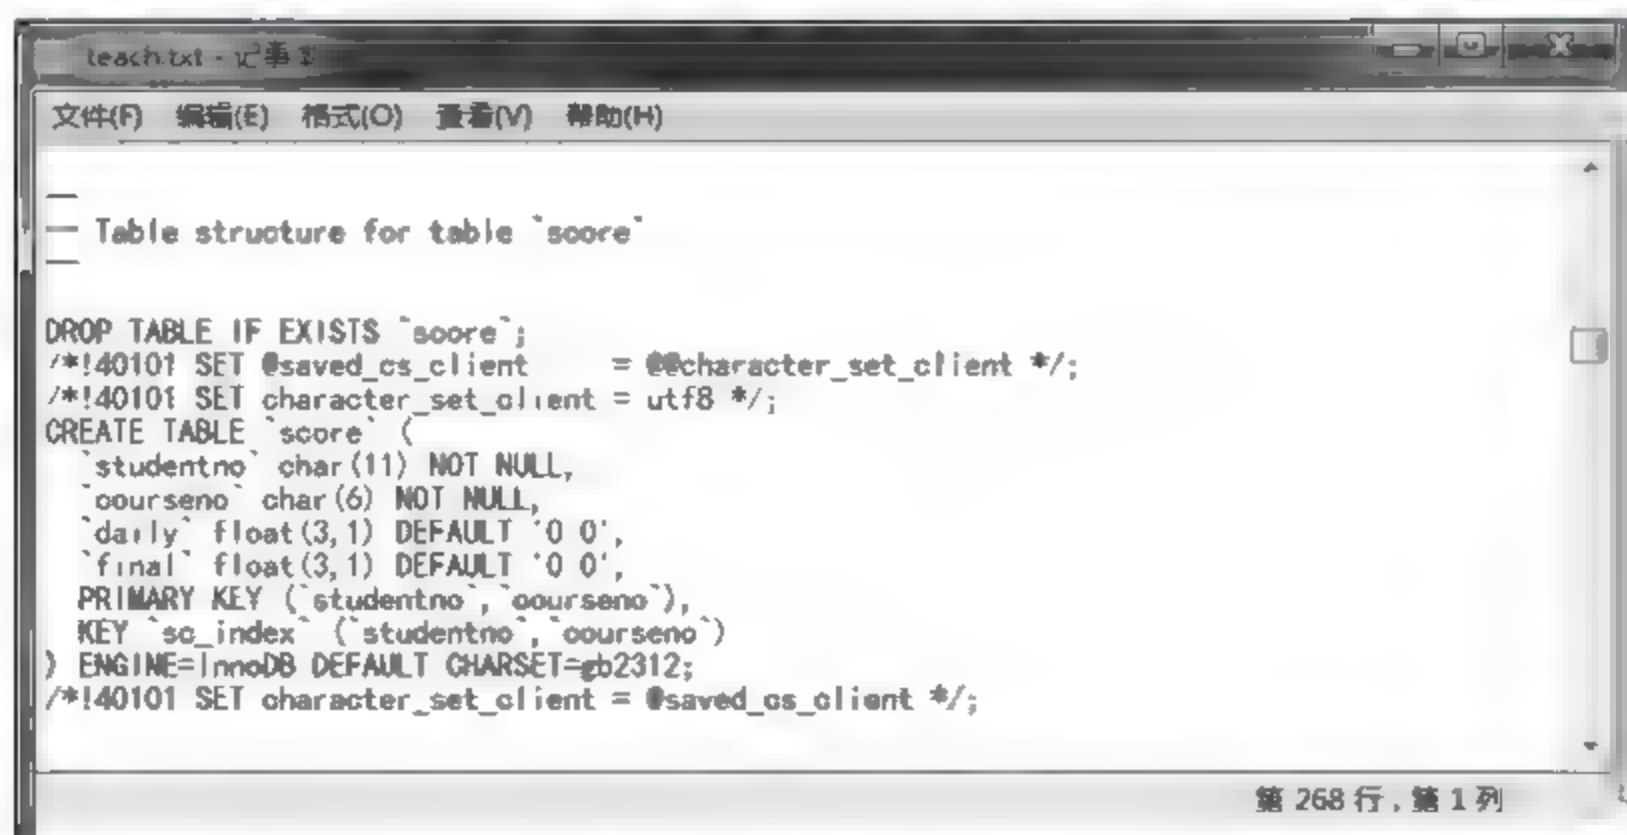 teach.txt - 记事本
文件(F) 编辑(E) 格式(O) 查看(V) 帮助(H)
--
-- Table structure for table `score`
--
DROP TABLE IF EXISTS `score`;
/*!40101 SET @saved_cs_client     = @@character_set_client */;
/*!40101 SET character_set_client = utf8 */;
CREATE TABLE `score` (
  `studentno` char(11) NOT NULL,
  `courseno` char(6) NOT NULL,
  `daily` float(3,1) DEFAULT '0.0',
  `final` float(3,1) DEFAULT '0.0',
  PRIMARY KEY (`studentno`,`courseno`),
  KEY `sc_index` (`studentno`,`courseno`)
) ENGINE=InnoDB DEFAULT CHARSET=gb2312;
/*!40101 SET character_set_client = @saved_cs_client */;
第 268 行，第 1 列